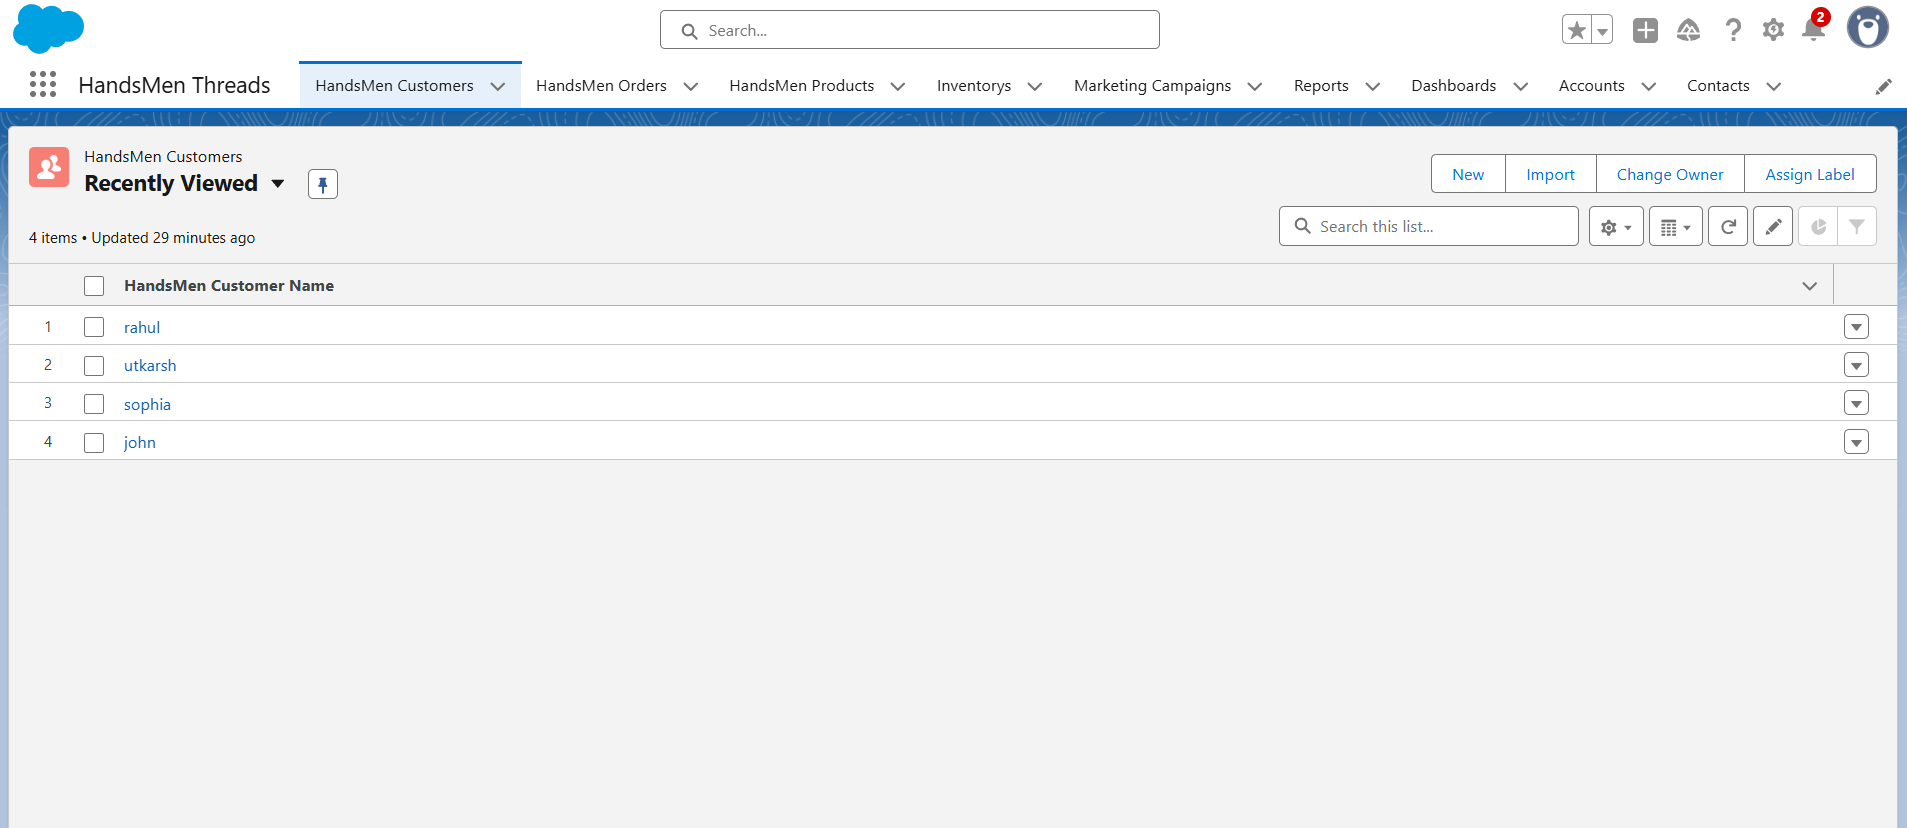 Search...
2
HandsMen Threads
HandsMen Customers
HandsMen Orders
HandsMen Products
Inventorys
Marketing Campaigns
Reports
Dashboards
Accounts
Contacts
HandsMen Customers
Recently Viewed
New
Import
Change Owner
Assign Label
4 items • Updated 29 minutes ago
Search this list...
HandsMen Customer Name
1 rahul
2 utkarsh
3 sophia
4 john